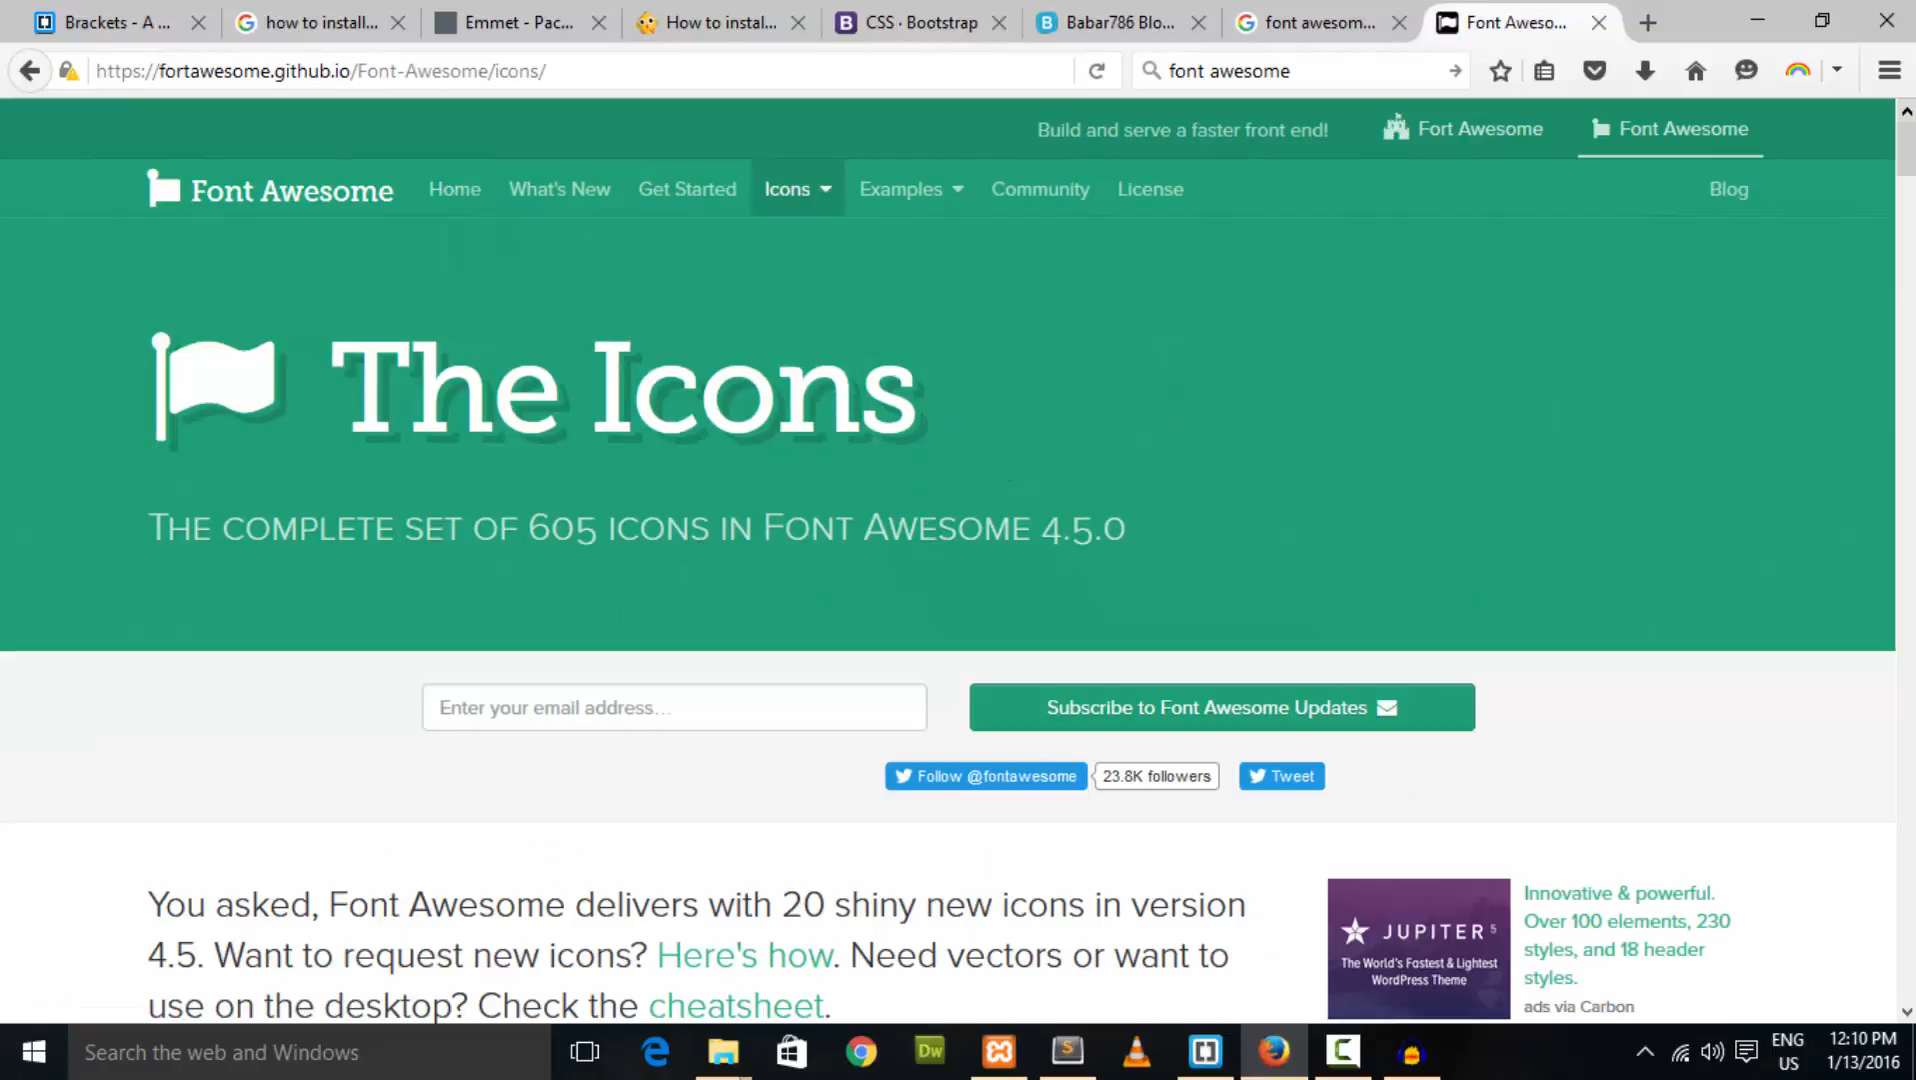 Brackets - A ...
how to install...
Emmet - Pac...
How to instal...
CSS · Bootstrap
Babar786 Blo...
font awesom...
Font Aweso...
https://fortawesome.github.io/Font-Awesome/icons/
font awesome
Build and serve a faster front end!
Fort Awesome
Font Awesome
Font Awesome
Home
What's New
Get Started
Icons
Examples
Community
License
Blog
The Icons
The complete set of 605 icons in Font Awesome 4.5.0
Enter your email address...
Subscribe to Font Awesome Updates
Follow @fontawesome
23.8K followers
Tweet
You asked, Font Awesome delivers with 20 shiny new icons in version
4.5. Want to request new icons? Here's how. Need vectors or want to
use on the desktop? Check the cheatsheet.
JUPITER 5
The World's Fastest & Lightest
WordPress Theme
Innovative & powerful.
Over 100 elements, 230
styles, and 18 header
styles.
ads via Carbon
Search the web and Windows
Dw
S
C
ENG
US
12:10 PM
1/13/2016